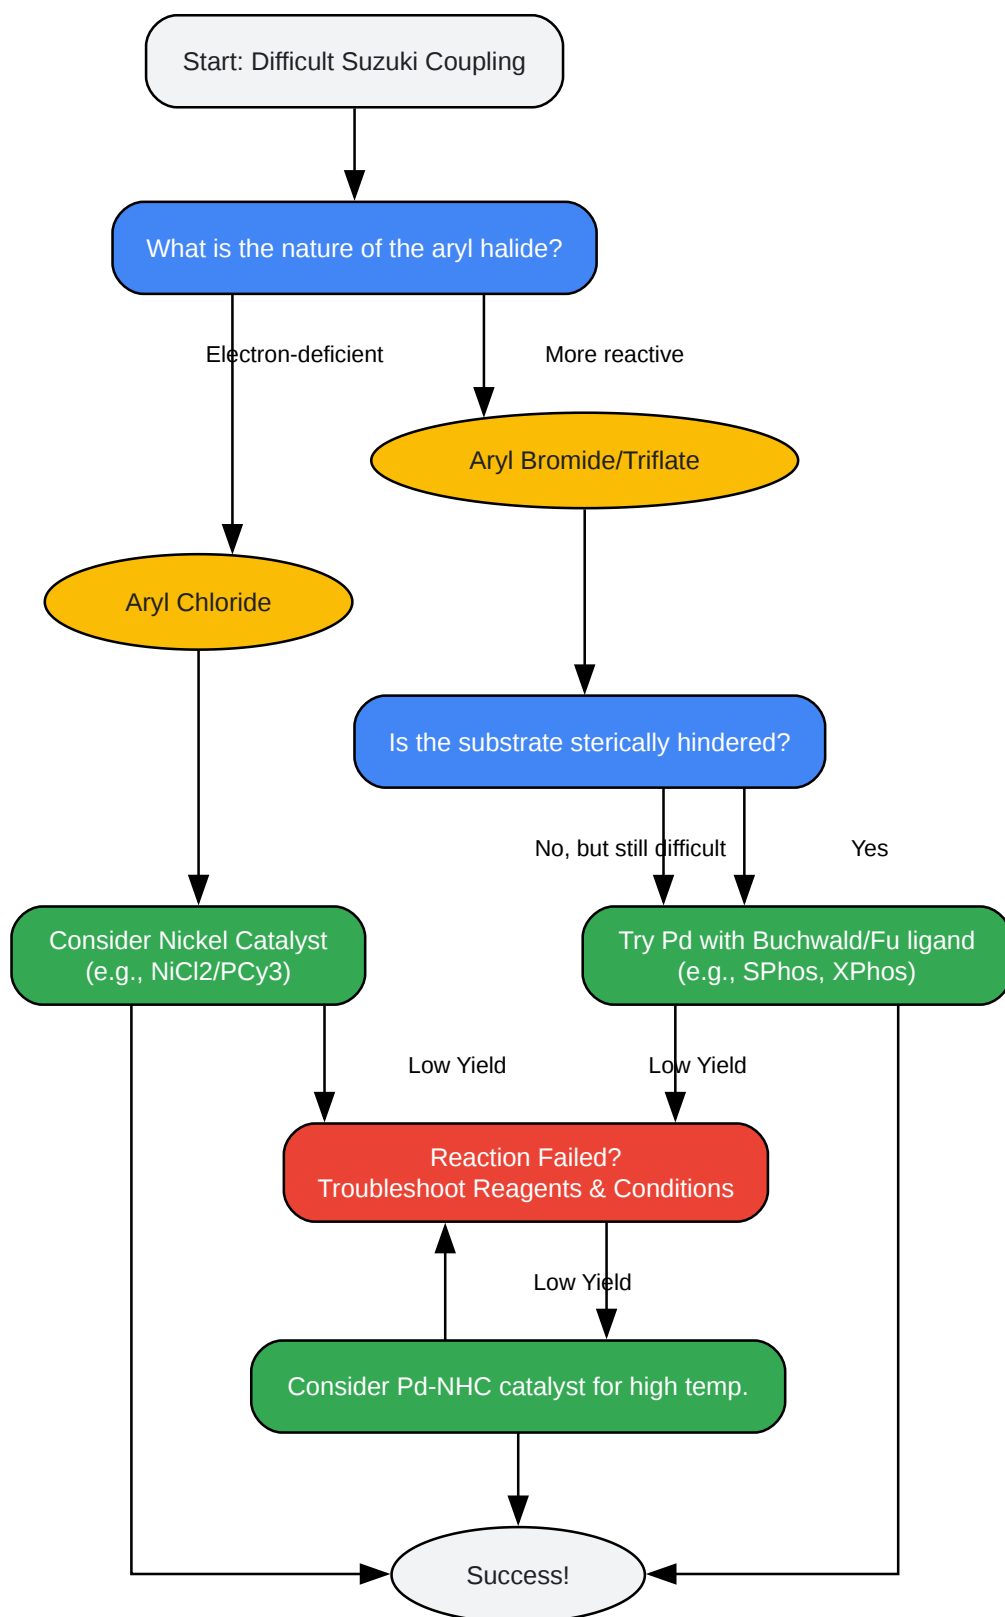 Start: Difficult Suzuki Coupling
What is the nature of the aryl halide?
Electron-deficient
More reactive
Aryl Bromide/Triflate
Aryl Chloride
Is the substrate sterically hindered?
No, but still difficult
Yes
Consider Nickel Catalyst
(e.g., NiCl2/PCy3)
Try Pd with Buchwald/Fu ligand
(e.g., SPhos, XPhos)
Low Yield
Low Yield
Reaction Failed?
Troubleshoot Reagents & Conditions
Low Yield
Consider Pd-NHC catalyst for high temp.
Success!